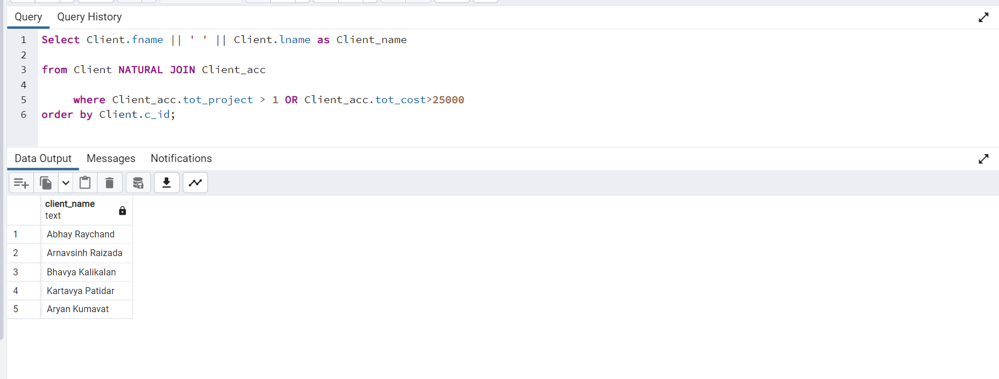 Query Query History
1 Select Client.fname || ' ' || Client.lname as Client_name
2
3 from Client NATURAL JOIN Client_acc
4
5 where Client_acc.tot_project > 1 OR Client_acc.tot_cost>25000
6 order by Client.c_id;
Data Output Messages Notifications
client_name
text
1 Abhay Raychand
2 Arnavsinh Raizada
3 Bhavya Kalikalan
4 Kartavya Patidar
5 Aryan Kumavat